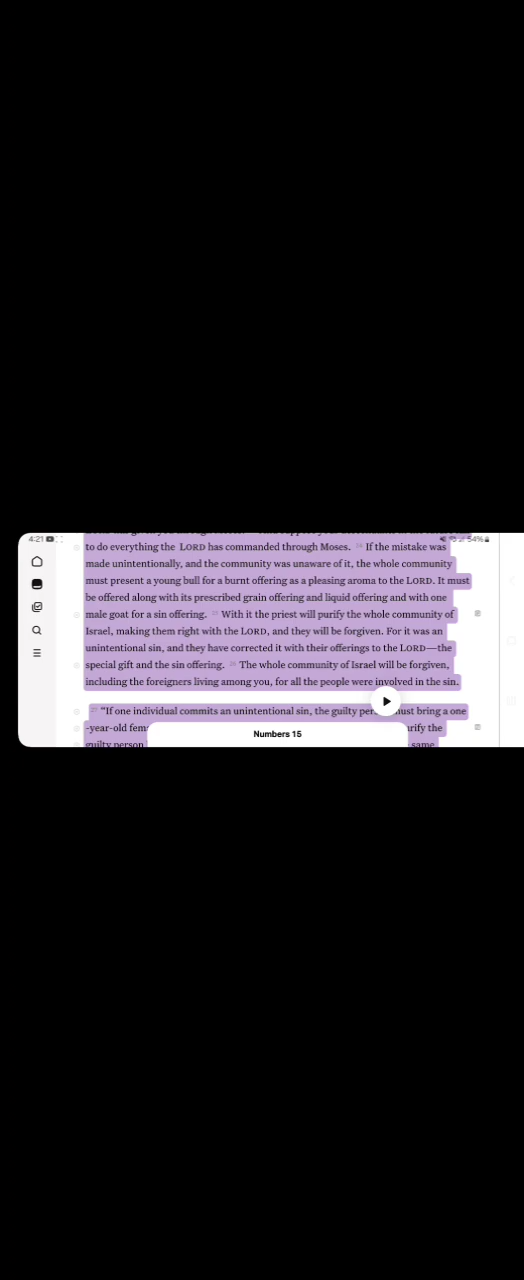 4:21
54%
to do everything the LORD has commanded through Moses. 24 If the mistake was
made unintentionally, and the community was unaware of it, the whole community
must present a young bull for a burnt offering as a pleasing aroma to the LORD. It must
be offered along with its prescribed grain offering and liquid offering and with one
male goat for a sin offering. 25 With it the priest will purify the whole community of
Israel, making them right with the LORD, and they will be forgiven. For it was an
unintentional sin, and they have corrected it with their offerings to the LORD—the
special gift and the sin offering. 26 The whole community of Israel will be forgiven,
including the foreigners living among you, for all the people were involved in the sin.
27 “If one individual commits an unintentional sin, the guilty must bring a one
-year-old the
guilty person same
Numbers 15